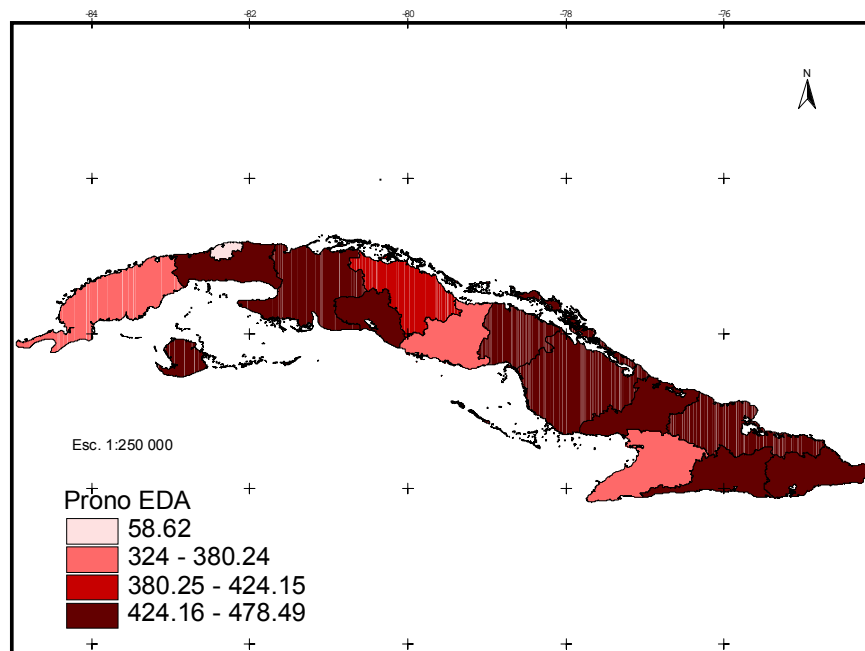 -84 -82 -80 -78 -76
N
Esc. 1:250 000
Prono EDA
58.62
324 - 380.24
380.25 - 424.15
424.16 - 478.49